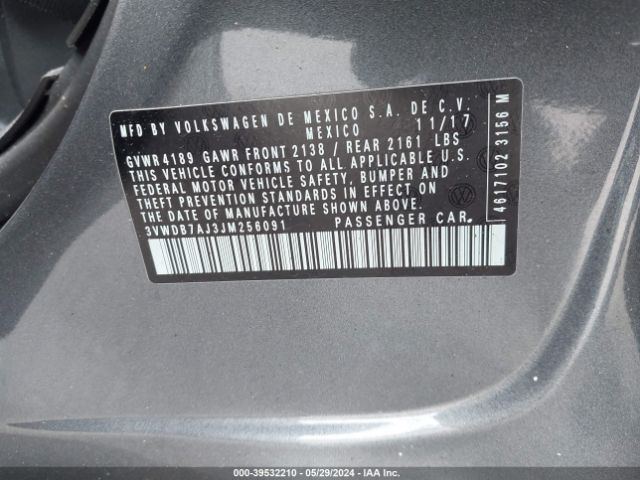 MFD BY VOLKSWAGEN DE MEXICO S.A. DE C.V.
MEXICO 11/17
GVWR 4189 GAWR FRONT 2138 / REAR 2161 LBS
THIS VEHICLE CONFORMS TO ALL APPLICABLE U.S.
FEDERAL MOTOR VEHICLE SAFETY, BUMPER AND
THEFT PREVENTION STANDARDS IN EFFECT ON
THE DATE OF MANUFACTURE SHOWN ABOVE.
3VWDB7AJ3JM256091 PASSENGER CAR.
4617102 3156 M
000-39532210 - 05/29/2024 - IAA Inc.